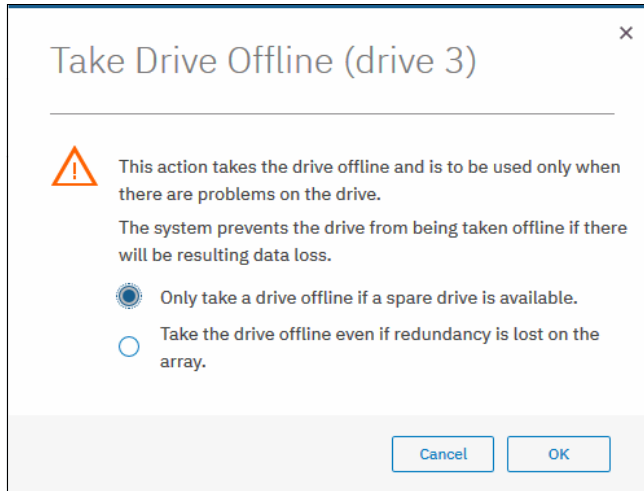 Take Drive Offline (drive 3)
This action takes the drive offline and is to be used only when
there are problems on the drive.
The system prevents the drive from being taken offline if there
will be resulting data loss.
Only take a drive offline if a spare drive is available.
Take the drive offline even if redundancy is lost on the
array.
Cancel OK